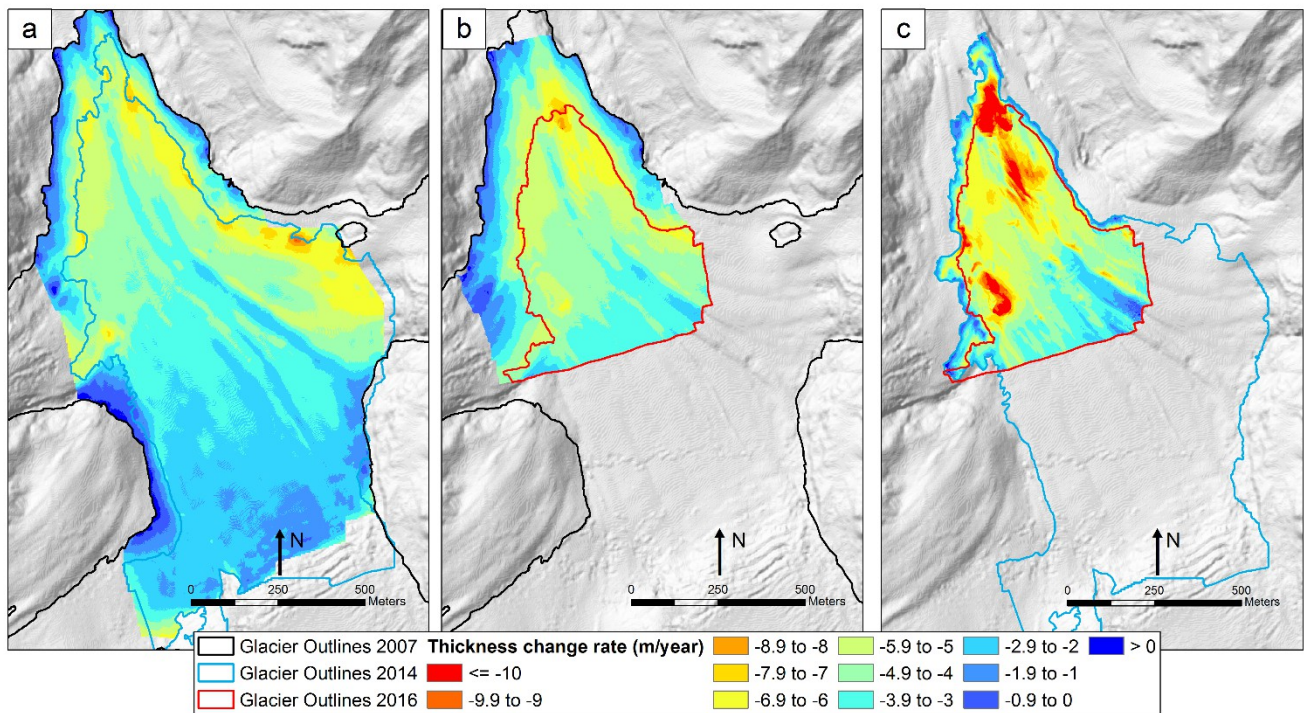 a
b
c
N
N
N
0 250 500
Meters
0 250 500
Meters
0 250 500
Meters
Glacier Outlines 2007
Glacier Outlines 2014
Glacier Outlines 2016
Thickness change rate (m/year)
<= -10
-9.9 to -9
-8.9 to -8
-7.9 to -7
-6.9 to -6
-5.9 to -5
-4.9 to -4
-3.9 to -3
-2.9 to -2
-1.9 to -1
-0.9 to 0
> 0